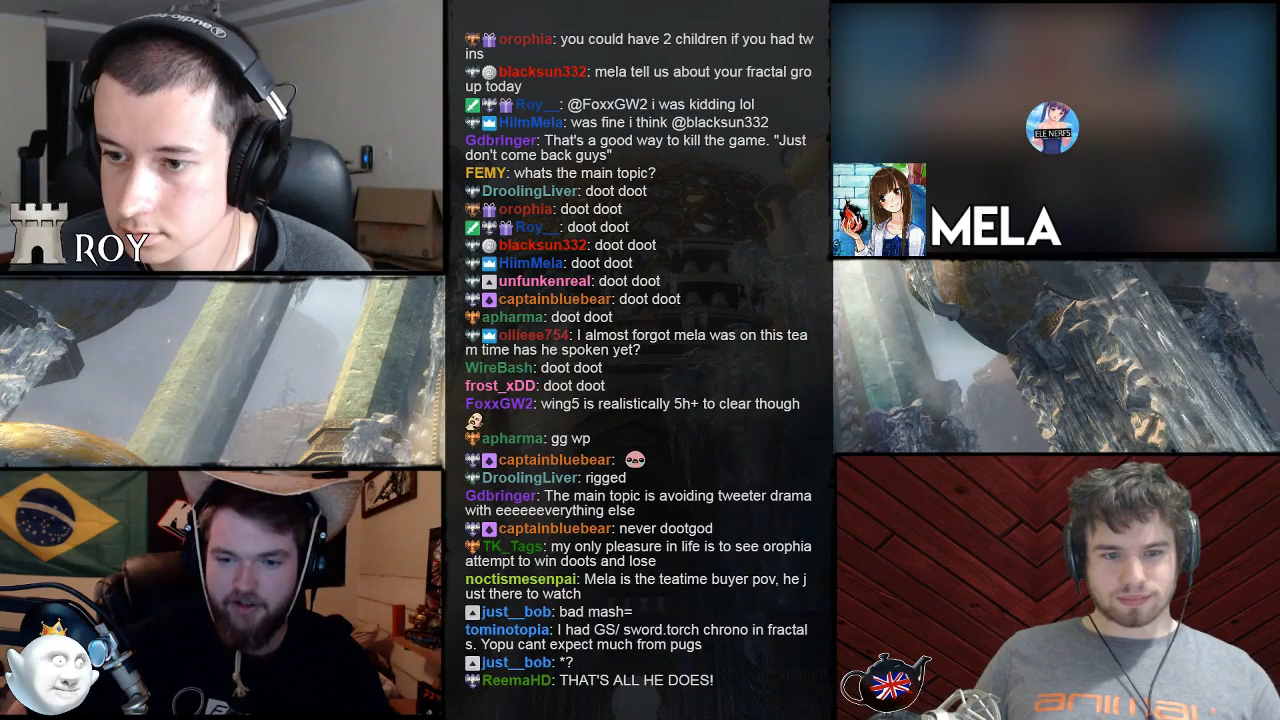 orophia: you could have 2 children if you had tw
ins
blacksun332: mela tell us about your fractal gro
up today
Roy__: @FoxxGW2 i was kidding lol
HiimMela: was fine i think @blacksun332
Gdbringer: That's a good way to kill the game. "Just
don't come back guys"
FEMY: whats the main topic?
DroolingLiver: doot doot
orophia: doot doot
Roy__: doot doot
blacksun332: doot doot
HiimMela: doot doot
unfunkenreal: doot doot
captainbluebear: doot doot
apharma: doot doot
ollieee754: I almost forgot mela was on this tea
m time has he spoken yet?
WireBash: doot doot
frost_xDD: doot doot
FoxxGW2: wing5 is realistically 5h+ to clear though
apharma: gg wp
captainbluebear:
DroolingLiver: rigged
Gdbringer: The main topic is avoiding tweeter drama
with eeeeeeverything else
captainbluebear: never dootgod
TK_Tags: my only pleasure in life is to see orophia
attempt to win doots and lose
noctismesenpai: Mela is the teatime buyer pov, he j
ust there to watch
just__bob: bad mash=
tominotopia: I had GS/ sword.torch chrono in fractal
s. Yopu cant expect much from pugs
just__bob: *?
ReemaHD: THAT'S ALL HE DOES!
ROY
ELE NERFS
MELA
audio-tec